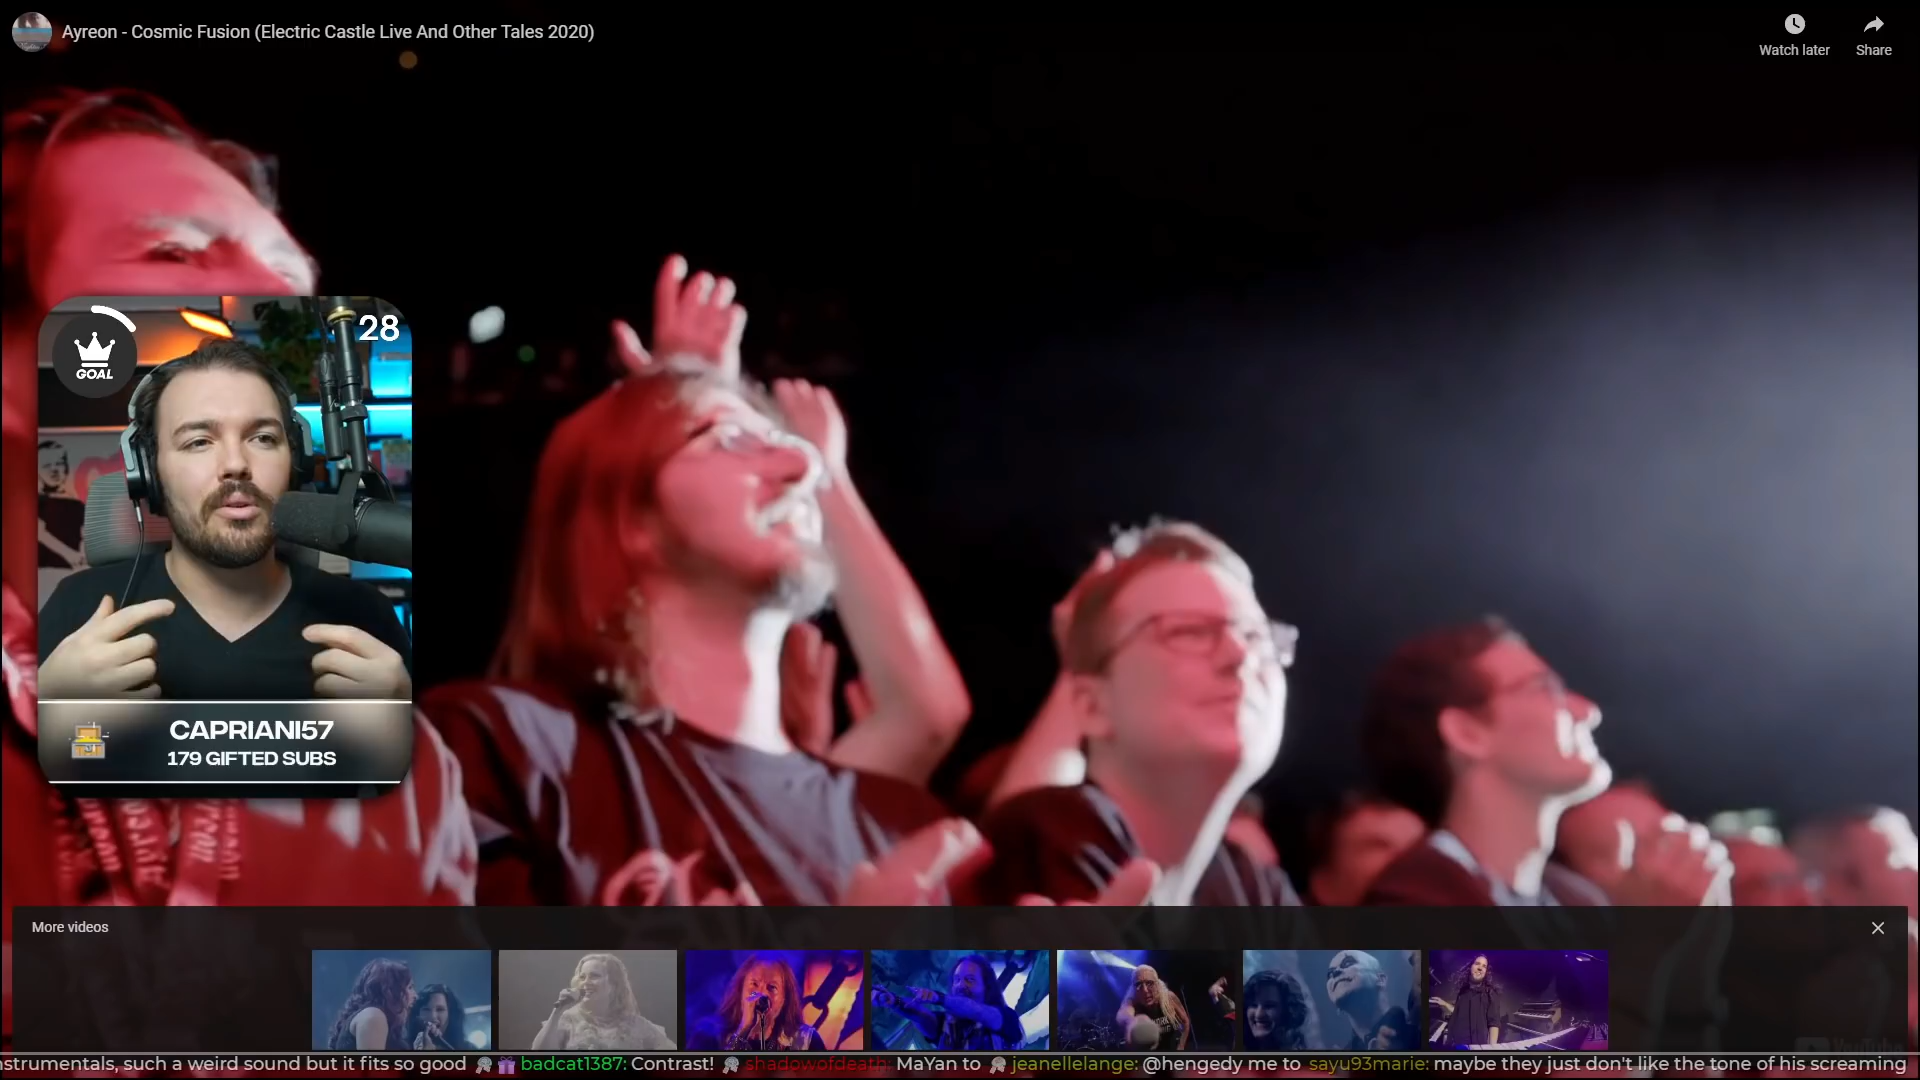 Ayreon - Cosmic Fusion (Electric Castle Live And Other Tales 2020)
Watch later
Share
28
GOAL
CAPRIANI57
179 GIFTED SUBS
More videos
nstrumentals, such a weird sound but it fits so good badcat1387: Contrast! shadowofdeath: MaYan to jeanellelange: @hengedy me to sayu93marie: maybe they just don't like the tone of his screaming
YouTube